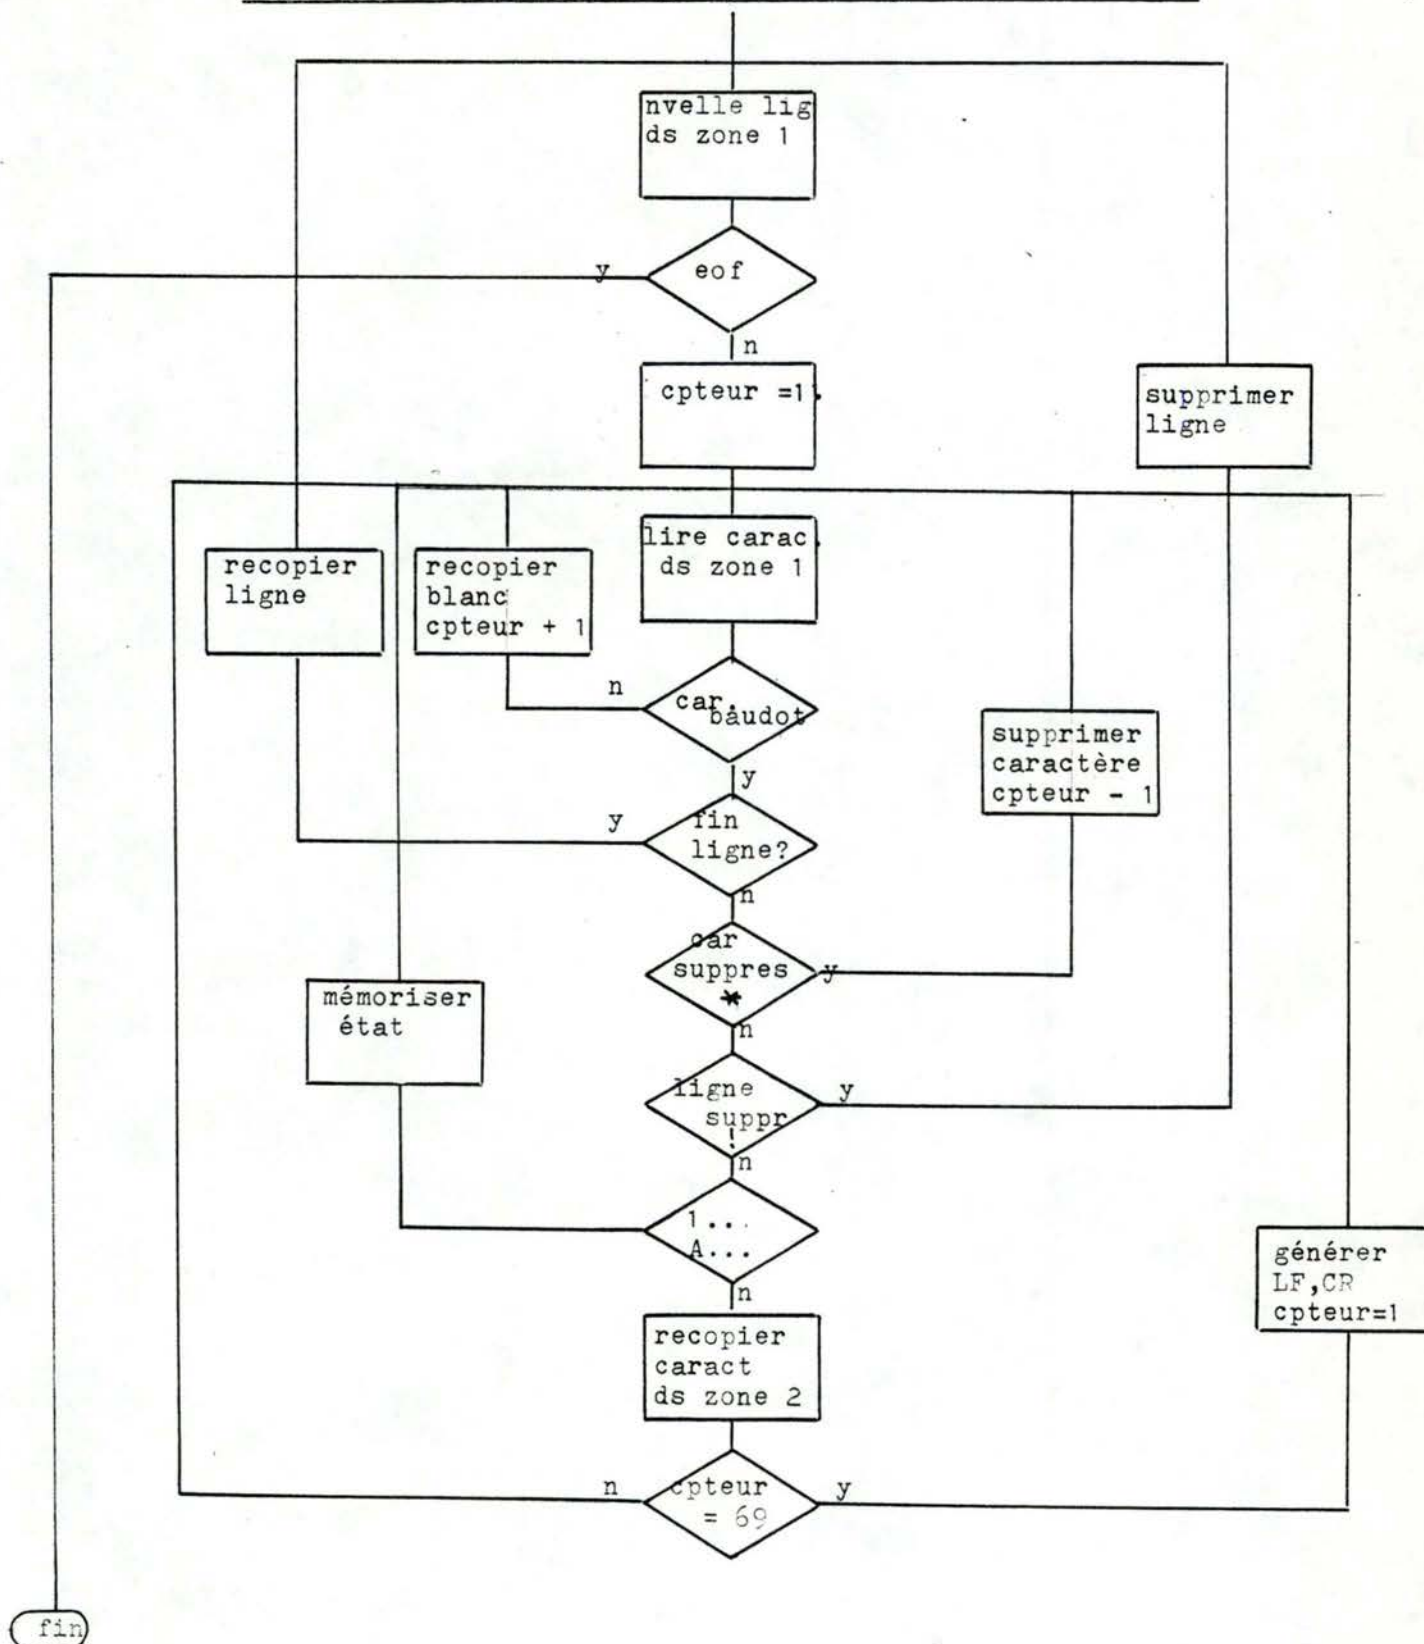 nvelle lig
ds zone 1
y
eof
n
cpteur =1.
supprimer
ligne
lire carac.
ds zone 1
recopier
ligne
recopier
blanc
cpteur + 1
n
car.
baudot
y
supprimer
caractère
cpteur - 1
y
fin
ligne?
n
car
suppres
*
y
n
mémoriser
état
ligne
suppr
!
y
n
1...
A...
n
générer
LF,CR
cpteur=1
recopier
caract
ds zone 2
n
cpteur
= 69
y
fin